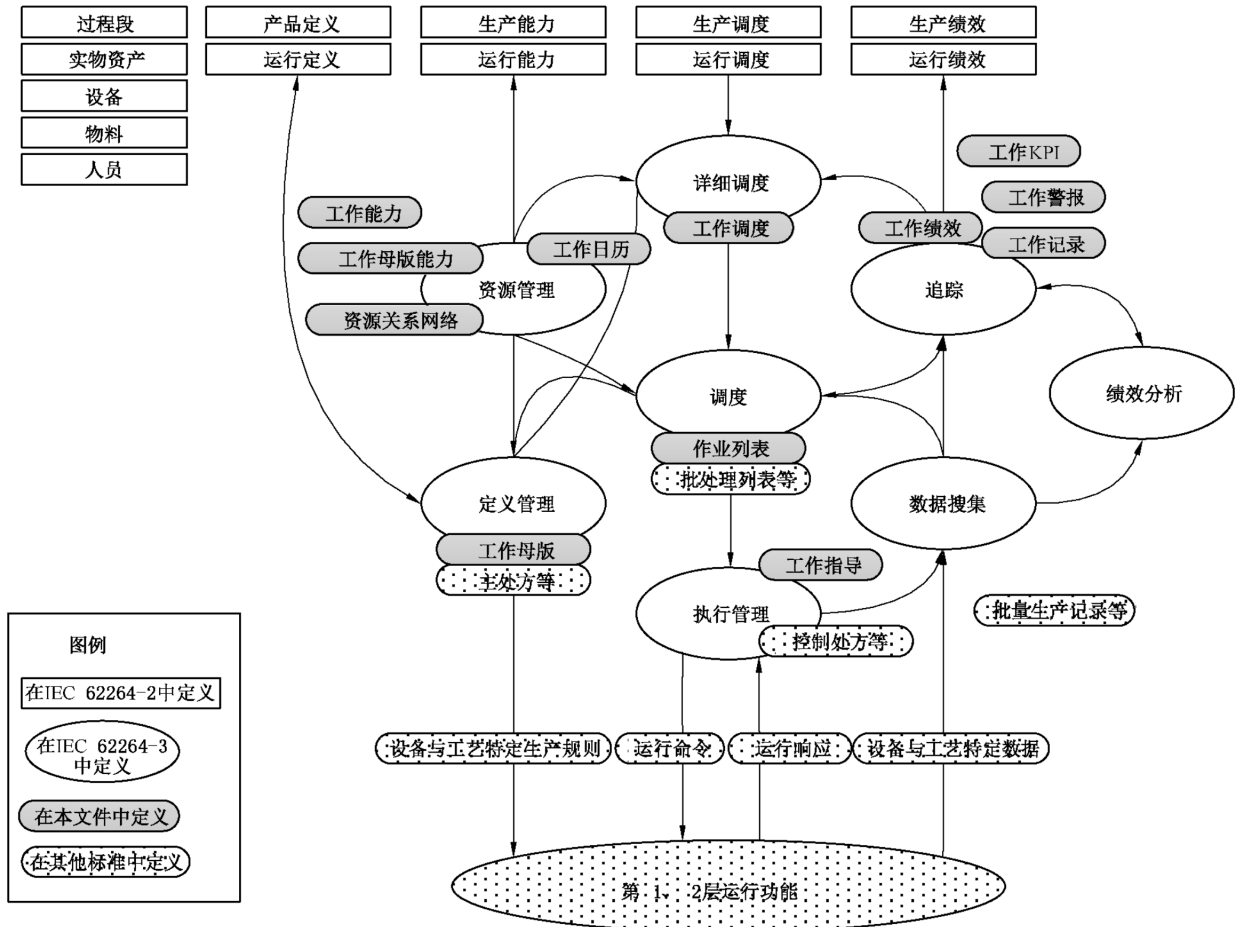 过程段
产品定义
生产能力
生产调度
生产绩效
实物资产
运行定义
运行能力
运行调度
运行绩效
设备
物料
人员
工作KPI
详细调度
工作警报
工作能力
工作调度
工作绩效
工作记录
工作母版能力
工作日历
资源管理
追踪
资源关系网络
调度
绩效分析
作业列表
批处理列表等
定义管理
数据搜集
工作母版
主处方等
工作指导
执行管理
批量生产记录等
控制处方等
图例
在IEC 62264-2中定义
在IEC 62264-3
中定义
在本文件中定义
在其他标准中定义
设备与工艺特定生产规则
运行命令
运行响应
设备与工艺特定数据
第 1、 2层运行功能